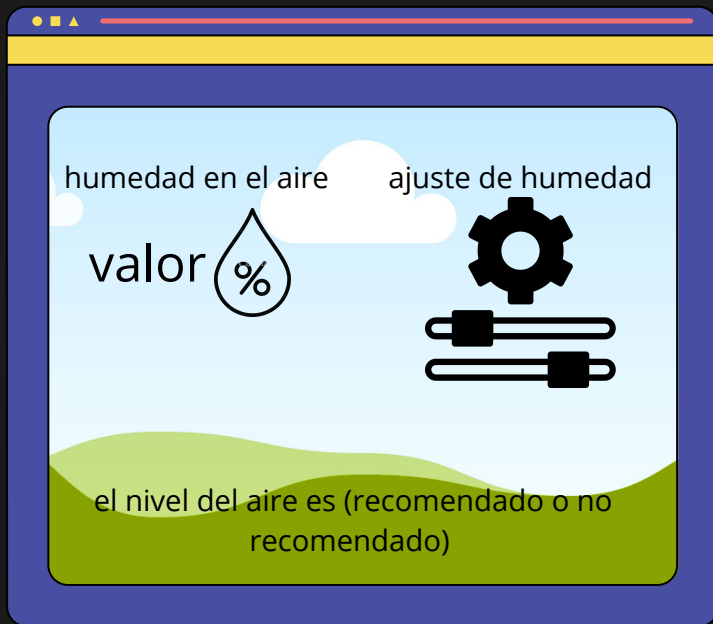 humedad en el aire
ajuste de humedad
valor %
el nivel del aire es (recomendado o no
recomendado)